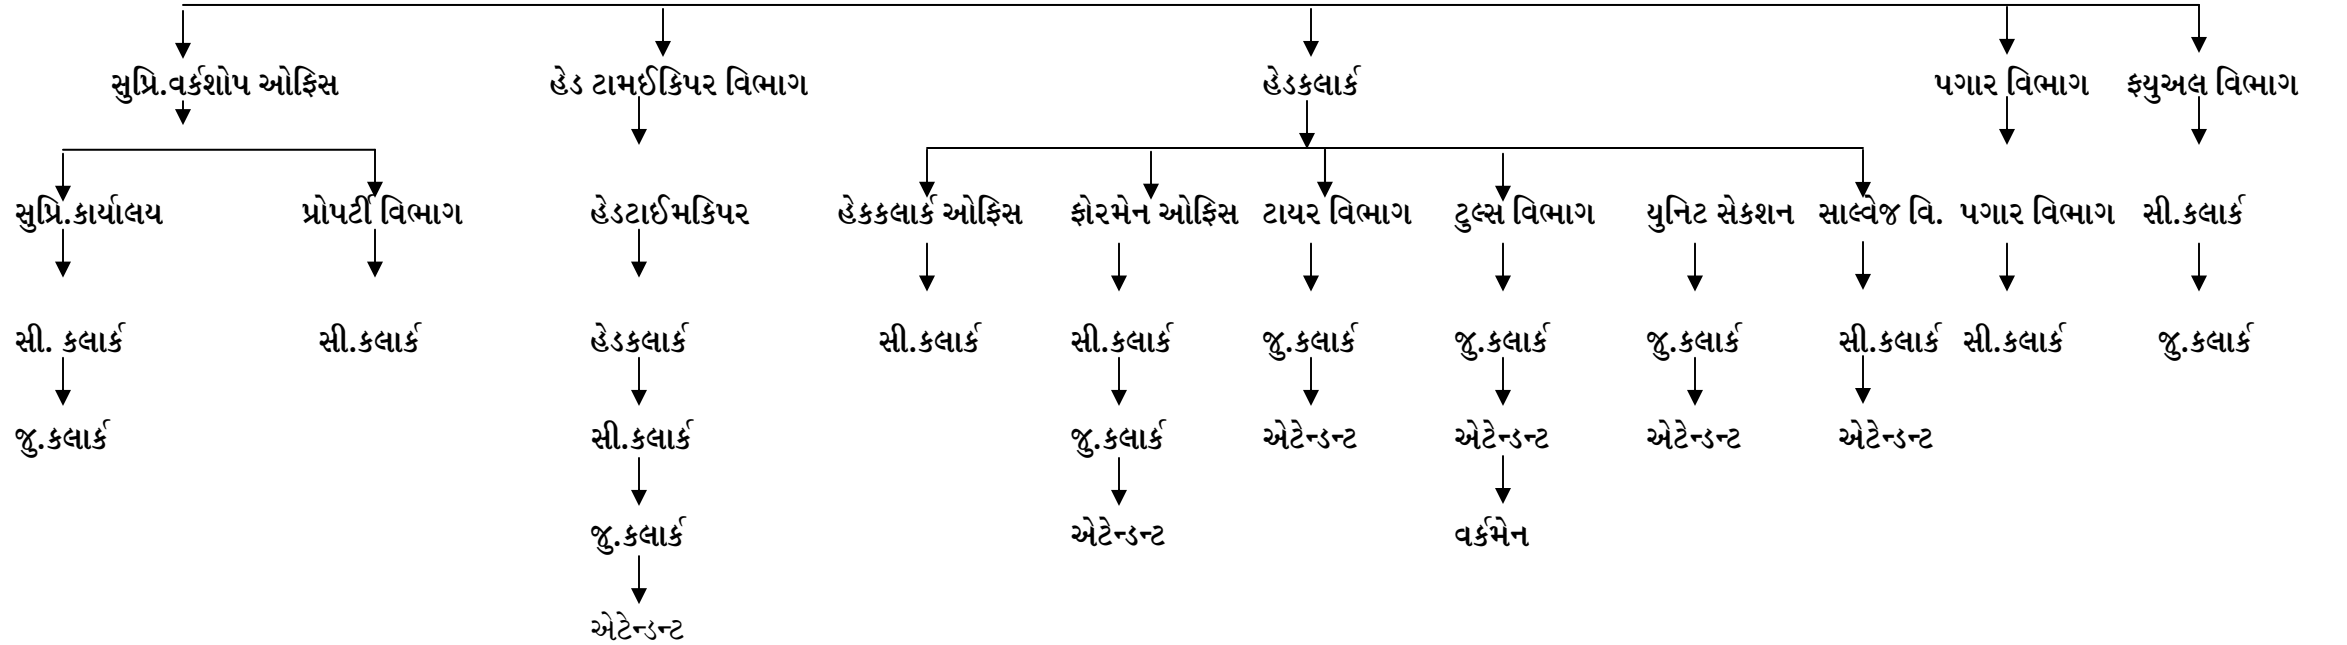 સુપ્રિ.વર્કશોપ ઓફિસ હેડ ટામઈકિપર વિભાગ હેડકલાર્ક પગાર વિભાગ ફયુઅલ વિભાગ
સુપ્રિ.કાર્યાલય પ્રોપર્ટી વિભાગ હેડટાઈમકિપર હેકકલાર્ક ઓફિસ ફોરમેન ઓફિસ ટાયર વિભાગ ટુલ્સ વિભાગ યુનિટ સેકશન સાલ્વેજ વિ. પગાર વિભાગ સી.કલાર્ક
સી. કલાર્ક સી.કલાર્ક હેડકલાર્ક સી.કલાર્ક સી.કલાર્ક જુ.કલાર્ક જુ.કલાર્ક જુ.કલાર્ક સી.કલાર્ક સી.કલાર્ક જુ.કલાર્ક
જુ.કલાર્ક સી.કલાર્ક જુ.કલાર્ક એટેન્ડન્ટ એટેન્ડન્ટ એટેન્ડન્ટ એટેન્ડન્ટ
જુ.કલાર્ક એટેન્ડન્ટ વર્કમેન
એટેન્ડન્ટ